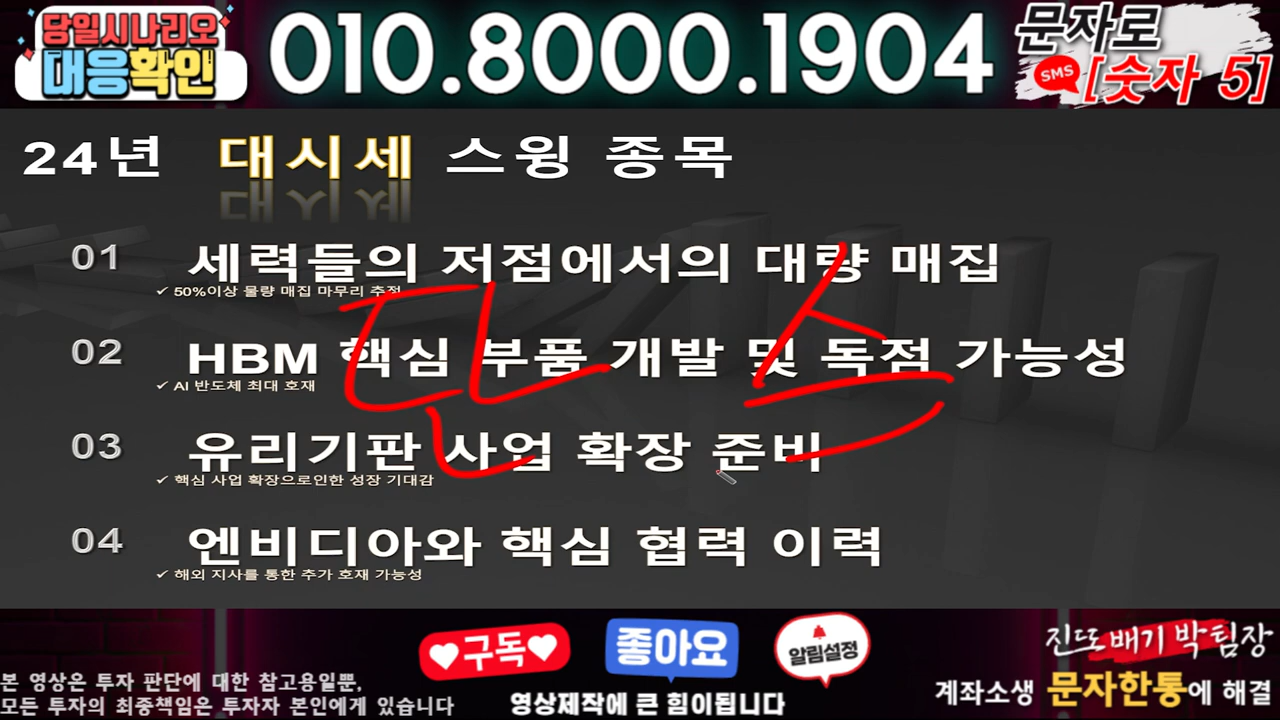 당일시나리오
대응확인
010.8000.1904
문자로
SMS
[숫자 5]
24년 대시세 스윙 종목
01 세력들의 저점에서의 대량 매집
✓ 50%이상 물량 매집 마무리 추정
02 HBM 핵심 부품 개발 및 독점 가능성
✓ AI 반도체 최대 호재
단 스
03 유리기판 사업 확장 준비
✓ 핵심 사업 확장으로인한 성장 기대감
04 엔비디아와 핵심 협력 이력
✓ 해외 지사를 통한 추가 호재 가능성
구독
좋아요
알림설정
영상제작에 큰 힘이됩니다
본 영상은 투자 판단에 대한 참고용일뿐,
모든 투자의 최종책임은 투자자 본인에게 있습니다
진또배기 박팀장
계좌소생 문자한통에 해결